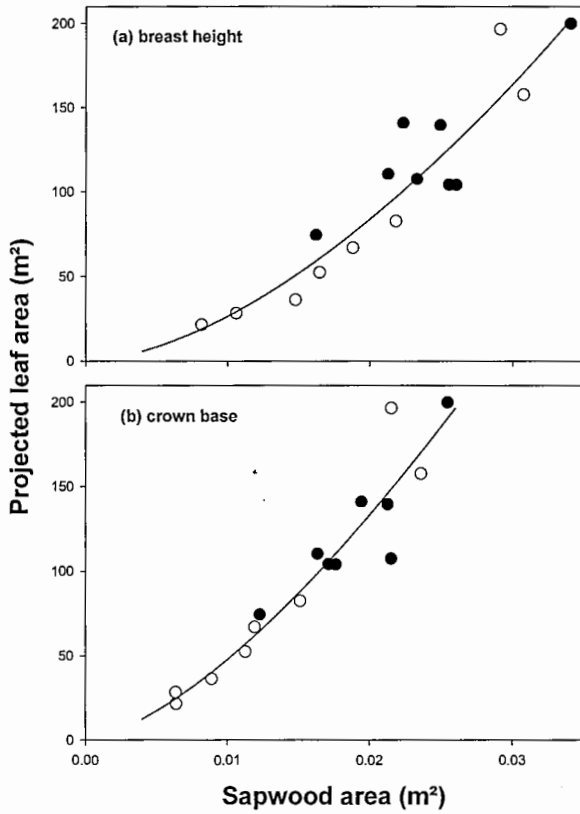 200
(a) breast height
150
100
50
0
Projected leaf area (m²)
200
(b) crown base
150
100
50
0
0.00 0.01 0.02 0.03
Sapwood area (m²)